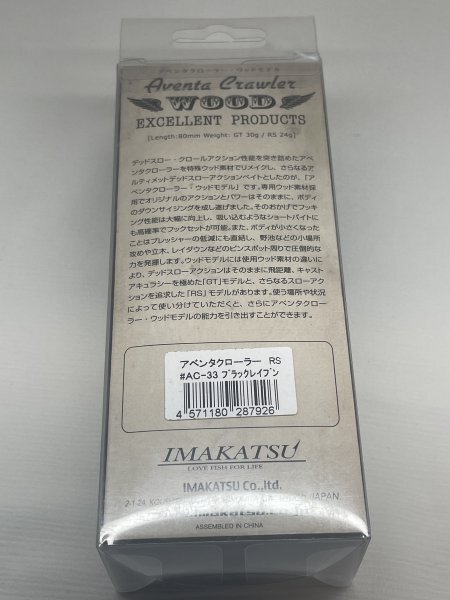 アベンタクローラー・ウッドモデル
Aventa Crawler
WOOD
EXCELLENT PRODUCTS
[Length:80mm Weight: GT 30g / RS 24g]
デッドスロー・クロールアクション性能を突き詰めたアベ
ンタクローラーを特殊ウッド素材でリメイクし、さらなるア
ルティメットデッドスローアクションベイトとしたのが、「ア
ベンタクローラー・ウッドモデル」です。専用ウッド素材採
用でオリジナルのアクションとパワーはそのままに、ボディ
のダウンサイジングを成し遂げました。そのおかげでフッキ
ング性能は大幅に向上し、吸い込むようなショートバイトに
も高確率でフックセットが可能。また、ボディが小さくなった
ことはプレッシャーの低減にも直結し、野池などの小場所
攻めや立木、レイダウンなどのピンスポット周りで圧倒的な
力を発揮します。ウッドモデルには使用ウッド素材の違いに
より、デッドスローアクションはそのままに飛距離、キャスト
アキュラシーを極めた「GT」モデルと、さらなるスローアク
ションを追求した「RS」モデルがあります。使う場所や状況
によって使い分けていただくと、さらにアベンタクロー
ラー・ウッドモデルの能力を引き出すことができます。
アベンタクローラー RS
#AC-33 ブラックレイブン
4 571180 287926
IMAKATSU
LOVE FISH FOR LIFE
IMAKATSU Co.,ltd.
2-1-24, JAPAN
ASSEMBLED IN CHINA